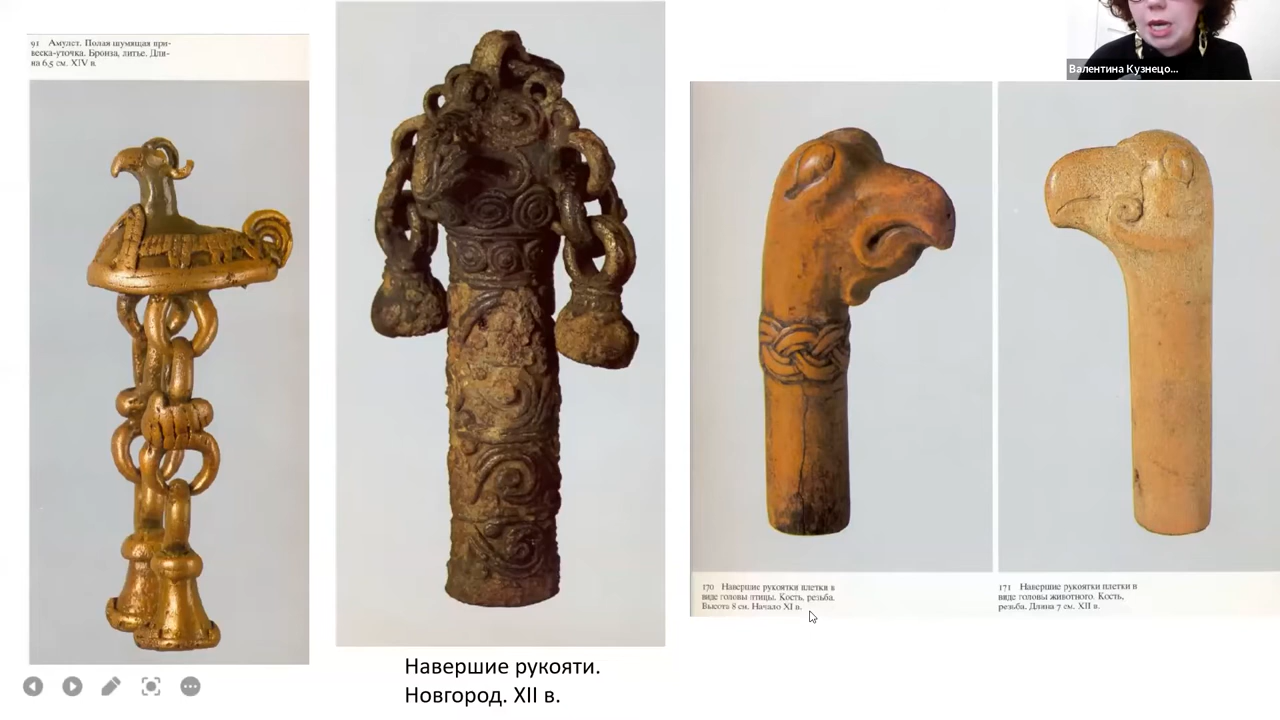 91 Амулет. Полая шумящая при-
веска-уточка. Бронза, литье. Дли-
на 6,5 см. XIV в.
Валентина Кузнецо...
170 Навершие рукоятки плетки в
виде головы птицы. Кость, резьба.
Высота 8 см. Начало XI в.
171 Навершие рукоятки плетки в
виде головы животного. Кость,
резьба. Длина 7 см. XII в.
Навершие рукояти.
Новгород. XII в.